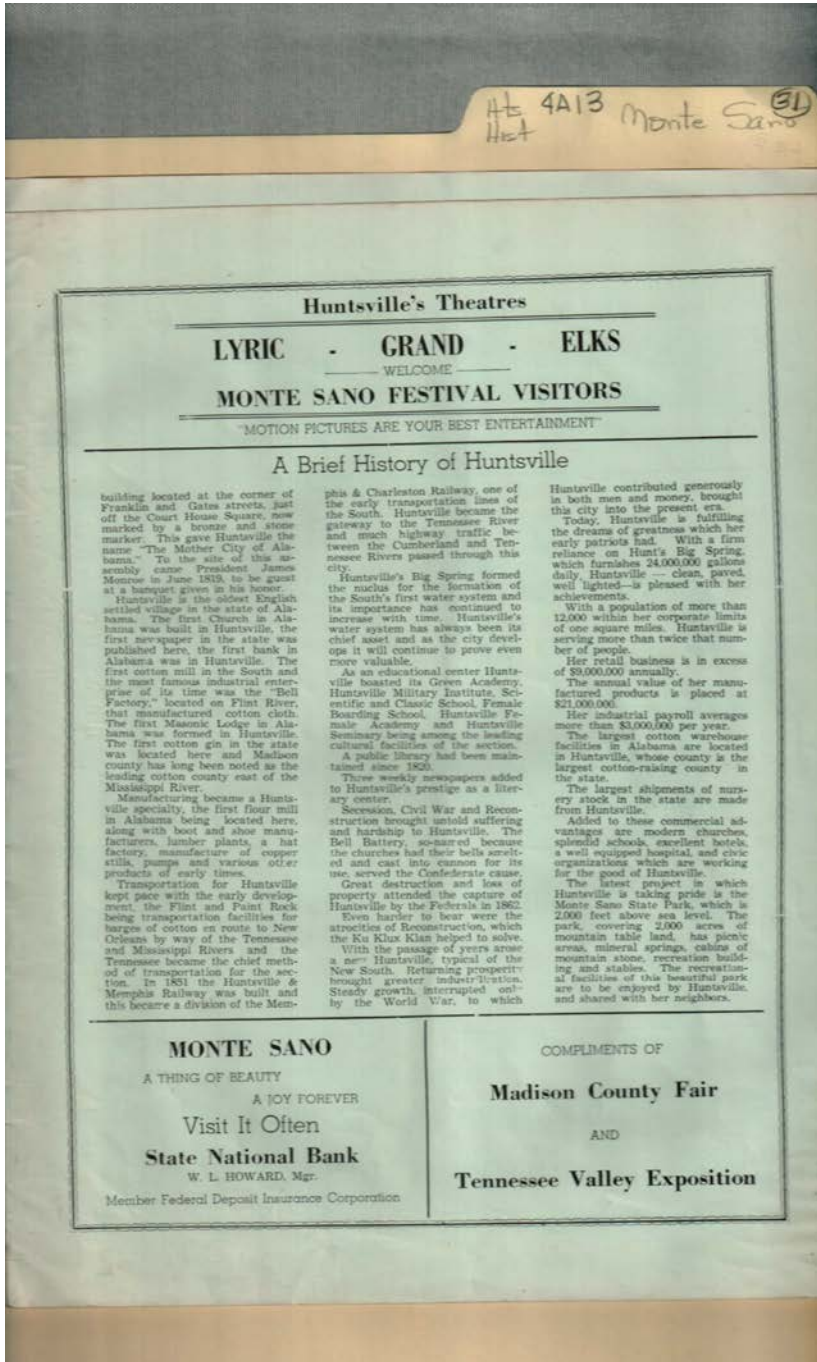 Hts 4A13 Monte Sano 31
Hist
Huntsville's Theatres
LYRIC - GRAND - ELKS
WELCOME
MONTE SANO FESTIVAL VISITORS
"MOTION PICTURES ARE YOUR BEST ENTERTAINMENT"
A Brief History of Huntsville
building located at the corner of
Franklin and Gates streets, just
off the Court House Square, now
marked by a bronze and stone
marker. This gave Huntsville the
name "The Mother City of Ala-
bama." To the site of this as-
sembly came President James
Monroe in June 1819, to be guest
at a banquet given in his honor.
Huntsville is the oldest English
settled village in the state of Ala-
bama. The first Church in Ala-
bama was built in Huntsville, the
first newspaper in the state was
published here, the first bank in
Alabama was in Huntsville. The
first cotton mill in the South and
the most famous industrial enter-
prise of its time was the "Bell
Factory," located on Flint River,
that manufactured cotton cloth.
The first Masonic Lodge in Ala-
bama was formed in Huntsville.
The first cotton gin in the state
was located here and Madison
county has long been noted as the
leading cotton county east of the
Mississippi River.
Manufacturing became a Hunts-
ville specialty, the first flour mill
in Alabama being located here,
along with boot and shoe manu-
facturers, lumber plants, a hat
factory, manufacture of copper
stills, pumps and various other
products of early times.
Transportation for Huntsville
kept pace with the early develop-
ment, the Flint and Paint Rock
being transportation facilities for
barges of cotton en route to New
Orleans by way of the Tennessee
and Mississippi Rivers and the
Tennessee became the chief meth-
od of transportation for the sec-
tion. In 1851 the Huntsville &
Memphis Railway was built and
this became a division of the Mem-
phis & Charleston Railway, one of
the early transportation lines of
the South. Huntsville became the
gateway to the Tennessee River
and much highway traffic be-
tween the Cumberland and Ten-
nessee Rivers passed through this
city.
Huntsville's Big Spring formed
the nucleus for the formation of
the South's first water system and
its importance has continued to
increase with time. Huntsville's
water system has always been its
chief asset and as the city devel-
ops it will continue to prove even
more valuable.
As an educational center Hunts-
ville boasted its Green Academy,
Huntsville Military Institute, Sci-
entific and Classic School, Female
Boarding School, Huntsville Fe-
male Academy and Huntsville
Seminary being among the leading
cultural facilities of the section.
A public library had been main-
tained since 1820.
Three weekly newspapers added
to Huntsville's prestige as a liter-
ary center.
Secession, Civil War and Recon-
struction brought untold suffering
and hardship to Huntsville. The
Bell Battery, so-named because
the churches had their bells smelt-
ed and cast into cannon for its
use, served the Confederate cause.
Great destruction and loss of
property attended the capture of
Huntsville by the Federals in 1862.
Even harder to bear were the
atrocities of Reconstruction, which
the Ku Klux Klan helped to solve.
With the passage of years arose
a new Huntsville, typical of the
New South. Returning prosperity
brought greater industrilization.
Steady growth, interrupted only
by the World War, to which
Huntsville contributed generously
in both men and money, brought
this city into the present era.
Today, Huntsville is fulfilling
the dreams of greatness which her
early patriots had. With a firm
reliance on Hunt's Big Spring,
which furnishes 24,000,000 gallons
daily, Huntsville — clean, paved,
well lighted—is pleased with her
achievements.
With a population of more than
12,000 within her corporate limits
of one square miles. Huntsville is
serving more than twice that num-
ber of people.
Her retail business is in excess
of $9,000,000 annually.
The annual value of her manu-
factured products is placed at
$21,000,000.
Her industrial payroll averages
more than $3,000,000 per year.
The largest cotton warehouse
facilities in Alabama are located
in Huntsville, whose county is the
largest cotton-raising county in
the state.
The largest shipments of nurs-
ery stock in the state are made
from Huntsville.
Added to these commercial ad-
vantages are modern churches,
splendid schools, excellent hotels,
a well equipped hospital, and civic
organizations which are working
for the good of Huntsville.
The latest project in which
Huntsville is taking pride is the
Monte Sano State Park, which is
2,000 feet above sea level. The
park, covering 2,000 acres of
mountain table land, has picnic
areas, mineral springs, cabins of
mountain stone, recreation build-
ing and stables. The recreation-
al facilities of this beautiful park
are to be enjoyed by Huntsville,
and shared with her neighbors.
MONTE SANO
A THING OF BEAUTY
A JOY FOREVER
Visit It Often
State National Bank
W. L. HOWARD, Mgr.
Member Federal Deposit Insurance Corporation
COMPLIMENTS OF
Madison County Fair
AND
Tennessee Valley Exposition